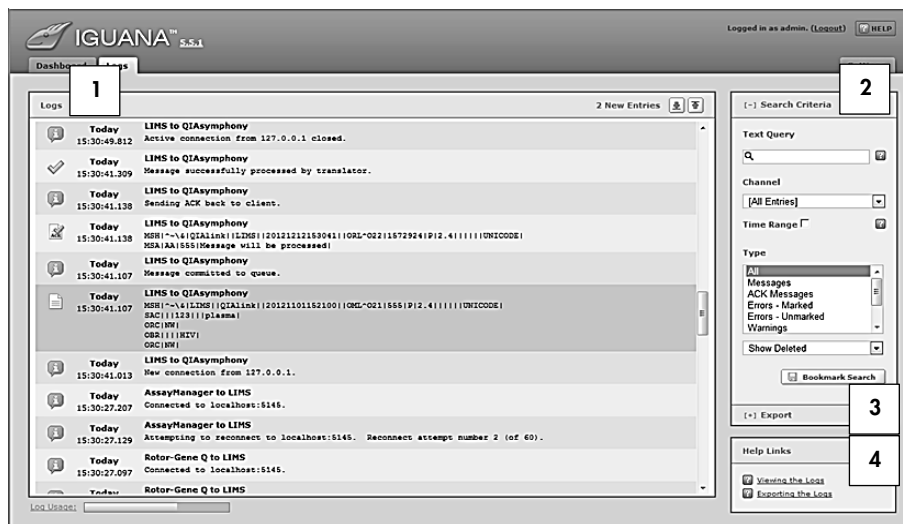 Logged in as admin. (Logout) HELP
IGUANA™ 5.5.1
Dashboard Logs
1
2
Logs 2 New Entries
Today 15:30:49.812 LIMS to QIAsymphony
Active connection from 127.0.0.1 closed.
Today 15:30:41.309 LIMS to QIAsymphony
Message successfully processed by translator.
Today 15:30:41.138 LIMS to QIAsymphony
Sending ACK back to client.
Today 15:30:41.138 LIMS to QIAsymphony
MSH|^~\&|QIAlink||LIMS||20121212153041||ORL^O22|1572924|P|2.4||||||UNICODE|
MSA|AA|555|Message will be processed|
Today 15:30:41.107 LIMS to QIAsymphony
Message committed to queue.
Today 15:30:41.107 LIMS to QIAsymphony
MSH|^~\&|LIMS||QIAlink||20121101152100||OML^O21|555|P|2.4||||||UNICODE|
SAC|||123|||plasma|
ORC|NW|
OBR||||HIV|
ORC|NW|
Today 15:30:41.013 LIMS to QIAsymphony
New connection from 127.0.0.1.
Today 15:30:27.207 AssayManager to LIMS
Connected to localhost:5145.
Today 15:30:27.129 AssayManager to LIMS
Attempting to reconnect to localhost:5145. Reconnect attempt number 2 (of 60).
Today 15:30:27.097 Rotor-Gene Q to LIMS
Connected to localhost:5145.
Today Rotor-Gene Q to LIMS
Log Usage:
[-] Search Criteria
Text Query
Channel
[All Entries]
Time Range
Type
All
Messages
ACK Messages
Errors - Marked
Errors - Unmarked
Warnings
Show Deleted
Bookmark Search
3
[+] Export
4
Help Links
Viewing the Logs
Exporting the Logs